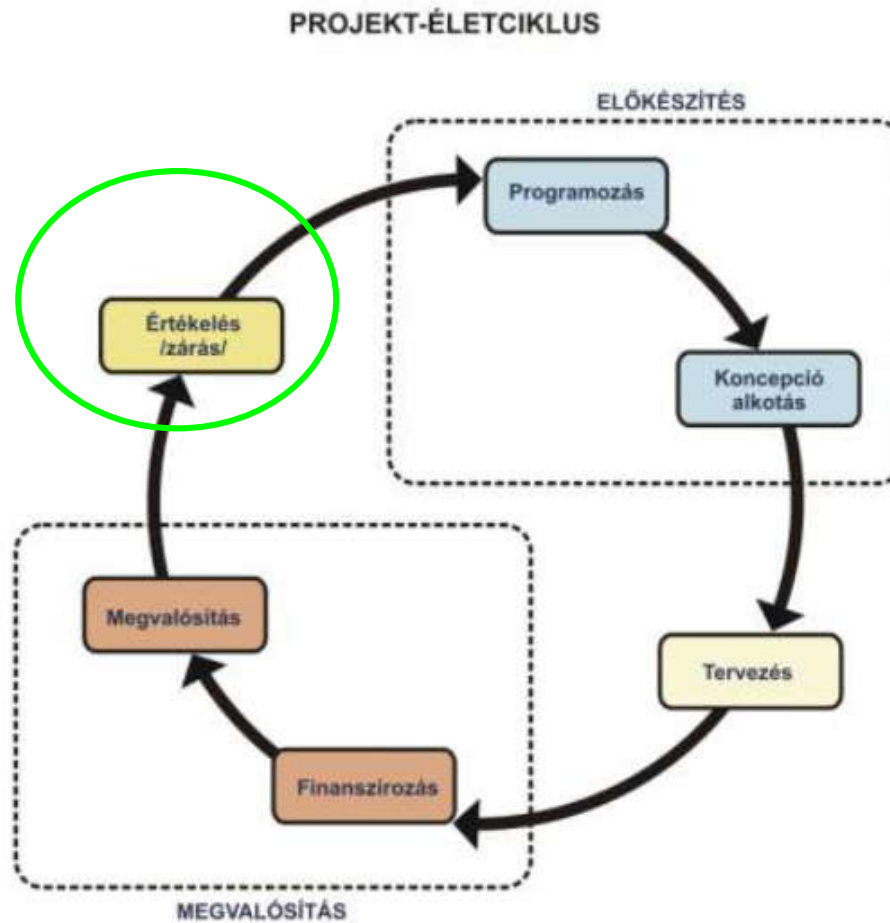 PROJEKT-ÉLETCIKLUS
ELŐKÉSZÍTÉS
Programozás
Értékelés
/zárás/
Koncepció
alkotás
Megvalósítás
Tervezés
Finanszírozás
MEGVALÓSÍTÁS